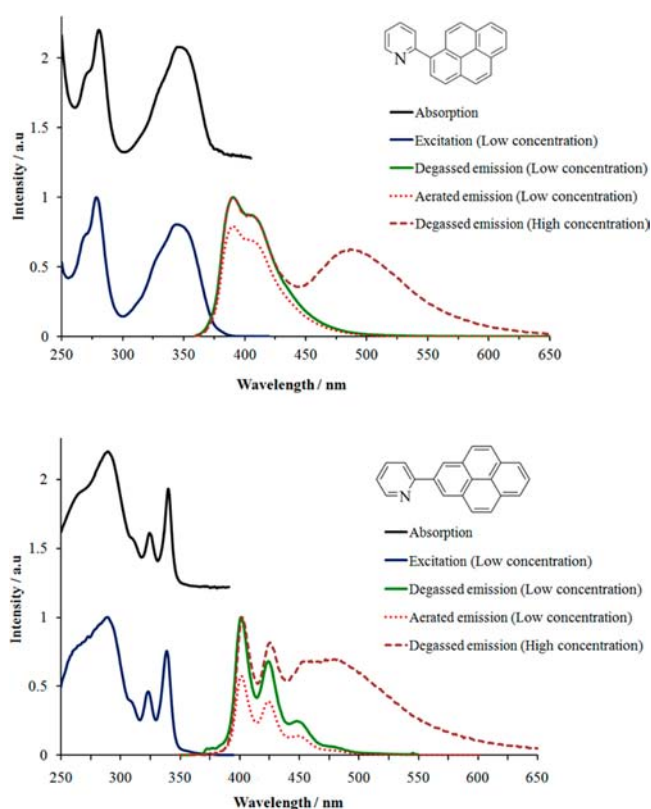 2
1.5
1
0.5
0
Intensity / a.u
250
300
350
400
450
500
550
600
650
Wavelength / nm
N
Absorption
Excitation (Low concentration)
Degassed emission (Low concentration)
Aerated emission (Low concentration)
Degassed emission (High concentration)
2
1.5
1
0.5
0
Intensity / a.u
250
300
350
400
450
500
550
600
650
Wavelength / nm
N
Absorption
Excitation (Low concentration)
Degassed emission (Low concentration)
Aerated emission (Low concentration)
Degassed emission (High concentration)